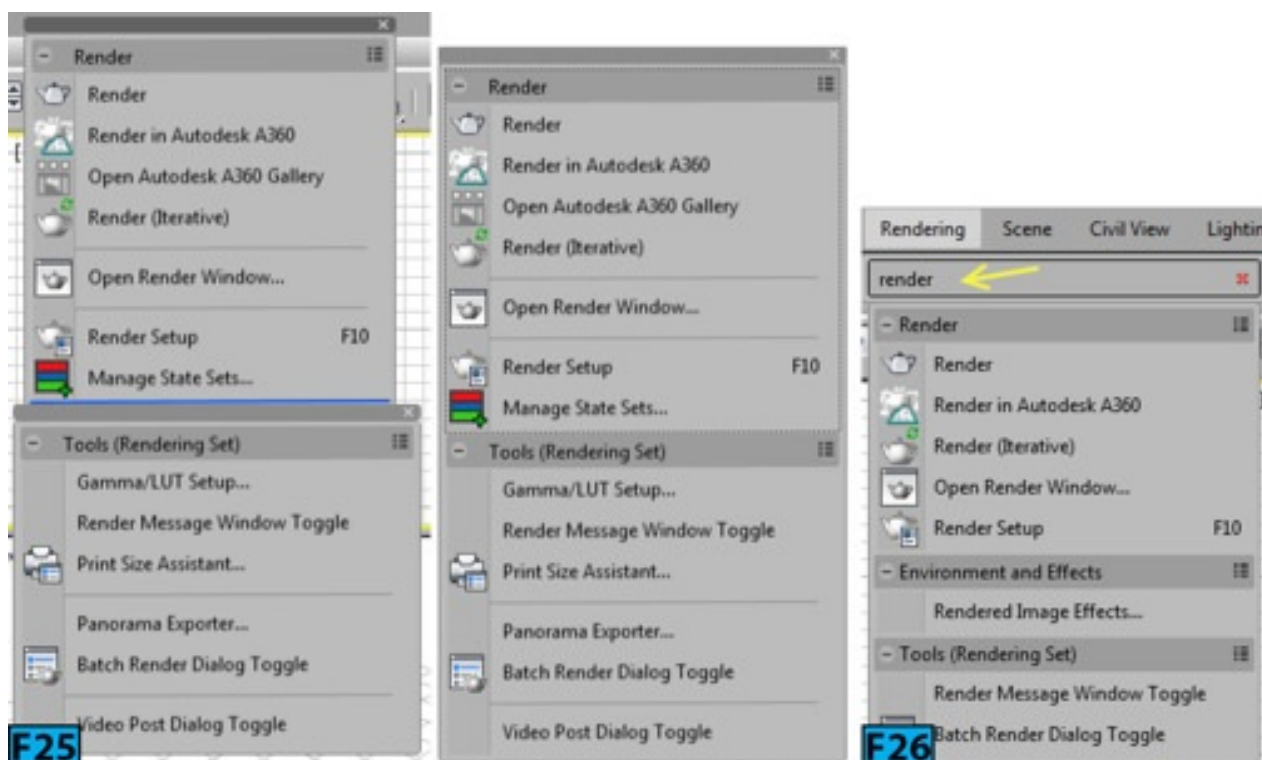 Render
Render
Render in Autodesk A360
Open Autodesk A360 Gallery
Render (Iterative)
Open Render Window...
Render Setup F10
Manage State Sets...
Tools (Rendering Set)
Gamma/LUT Setup...
Render Message Window Toggle
Print Size Assistant...
Panorama Exporter...
Batch Render Dialog Toggle
Video Post Dialog Toggle
F25
Render
Render
Render in Autodesk A360
Open Autodesk A360 Gallery
Render (Iterative)
Open Render Window...
Render Setup F10
Manage State Sets...
Tools (Rendering Set)
Gamma/LUT Setup...
Render Message Window Toggle
Print Size Assistant...
Panorama Exporter...
Batch Render Dialog Toggle
Video Post Dialog Toggle
Rendering Scene Civil View Lightin
render
Render
Render
Render in Autodesk A360
Render (Iterative)
Open Render Window...
Render Setup F10
Environment and Effects
Rendered Image Effects...
Tools (Rendering Set)
Render Message Window Toggle
Batch Render Dialog Toggle
F26